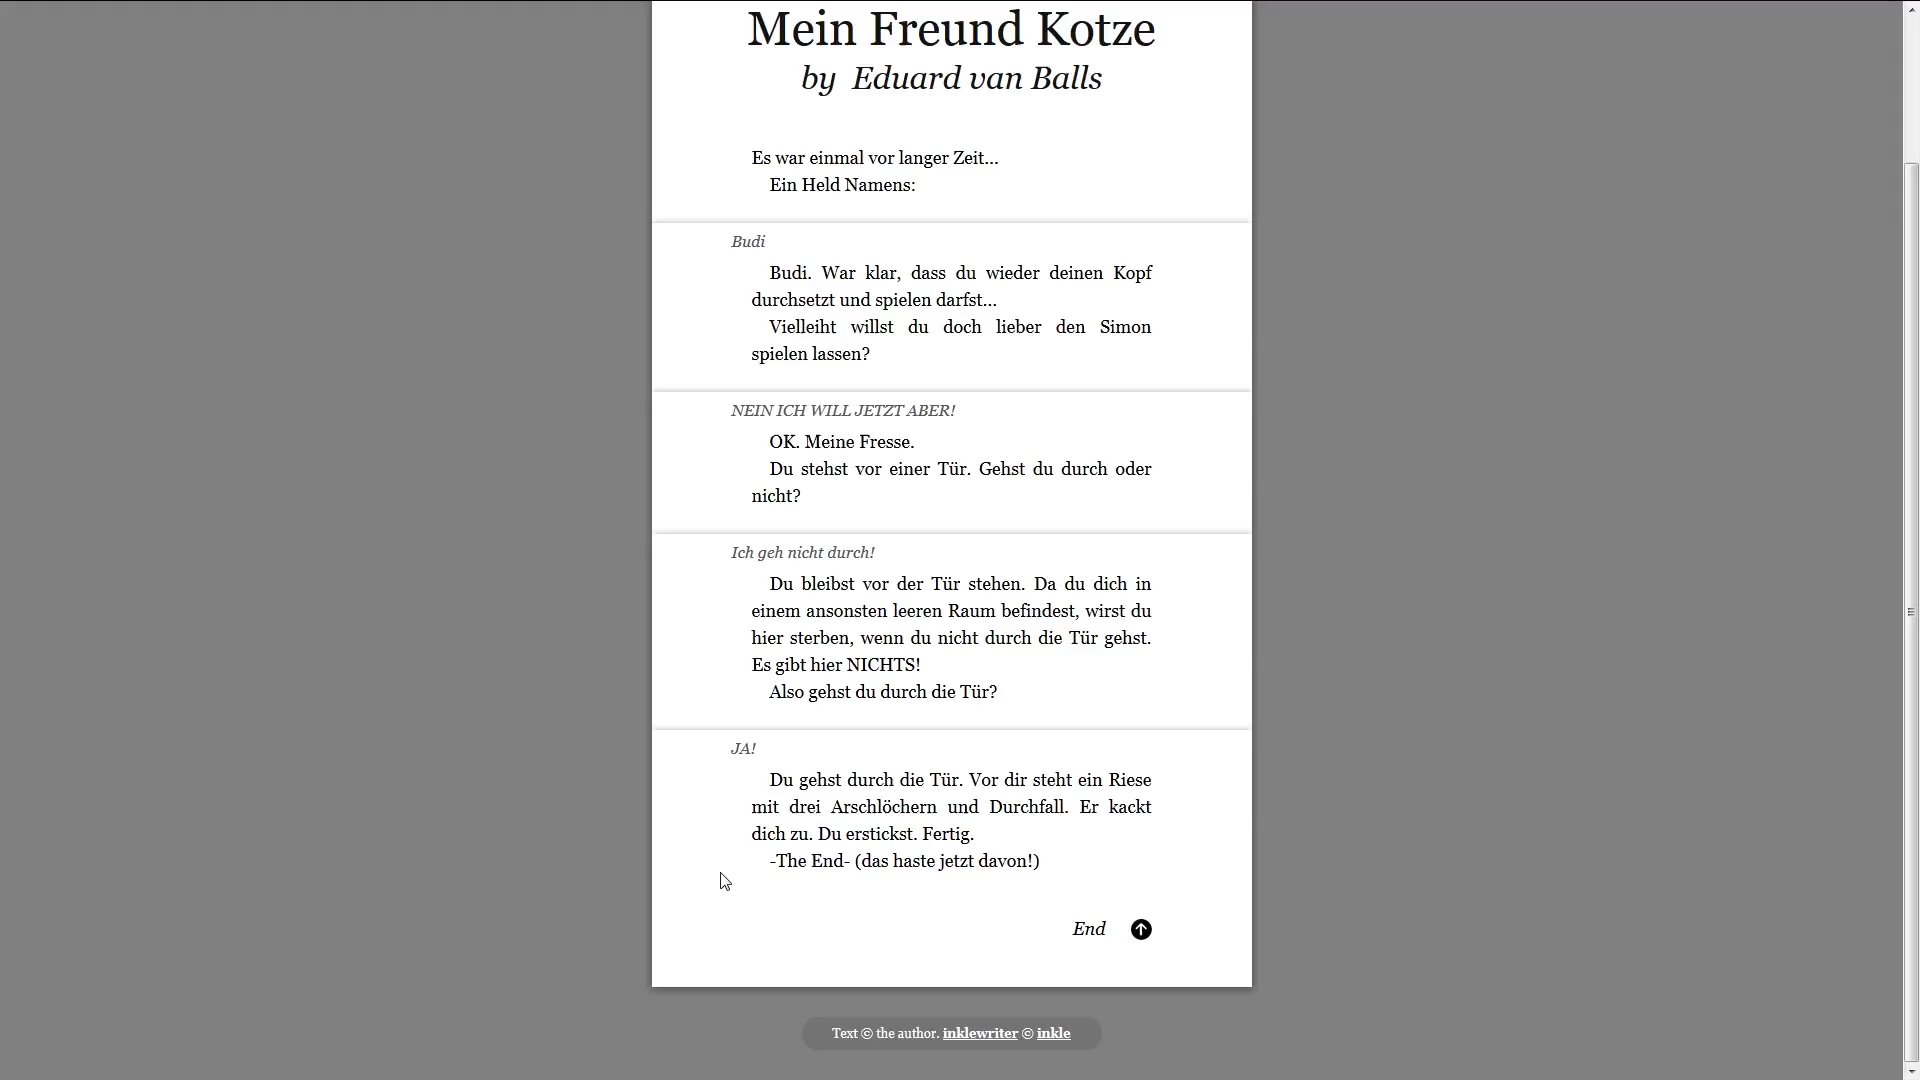 Mein Freund Kotze
by Eduard van Balls
Es war einmal vor langer Zeit...
Ein Held Namens:
Budi
Budi. War klar, dass du wieder deinen Kopf
durchsetzt und spielen darfst...
Vielleiht willst du doch lieber den Simon
spielen lassen?
NEIN ICH WILL JETZT ABER!
OK. Meine Fresse.
Du stehst vor einer Tür. Gehst du durch oder
nicht?
Ich geh nicht durch!
Du bleibst vor der Tür stehen. Da du dich in
einem ansonsten leeren Raum befindest, wirst du
hier sterben, wenn du nicht durch die Tür gehst.
Es gibt hier NICHTS!
Also gehst du durch die Tür?
JA!
Du gehst durch die Tür. Vor dir steht ein Riese
mit drei Arschlöchern und Durchfall. Er kackt
dich zu. Du erstickst. Fertig.
-The End- (das haste jetzt davon!)
End
Text © the author. inklewriter © inkle